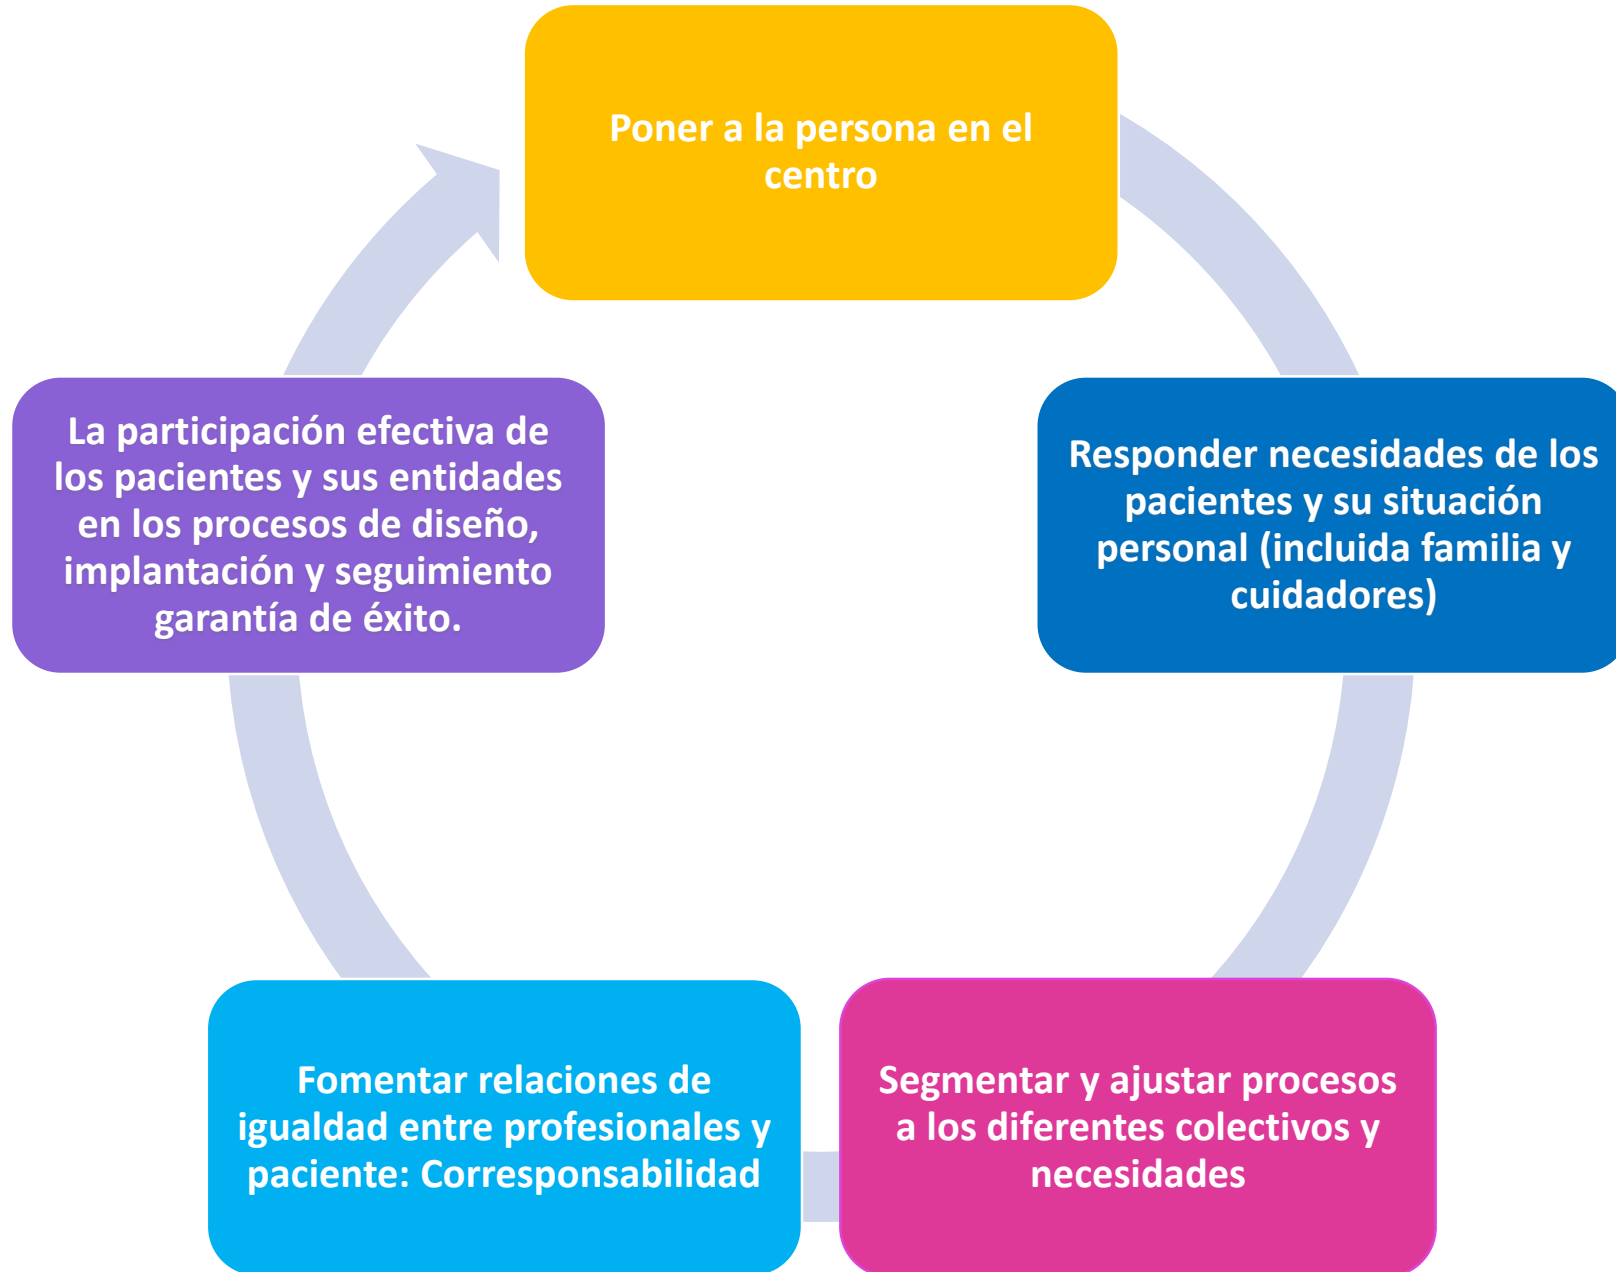 Poner a la persona en el
centro
Responder necesidades de los
pacientes y su situación
personal (incluida familia y
cuidadores)
Segmentar y ajustar procesos
a los diferentes colectivos y
necesidades
Fomentar relaciones de
igualdad entre profesionales y
paciente: Corresponsabilidad
La participación efectiva de
los pacientes y sus entidades
en los procesos de diseño,
implantación y seguimiento
garantía de éxito.